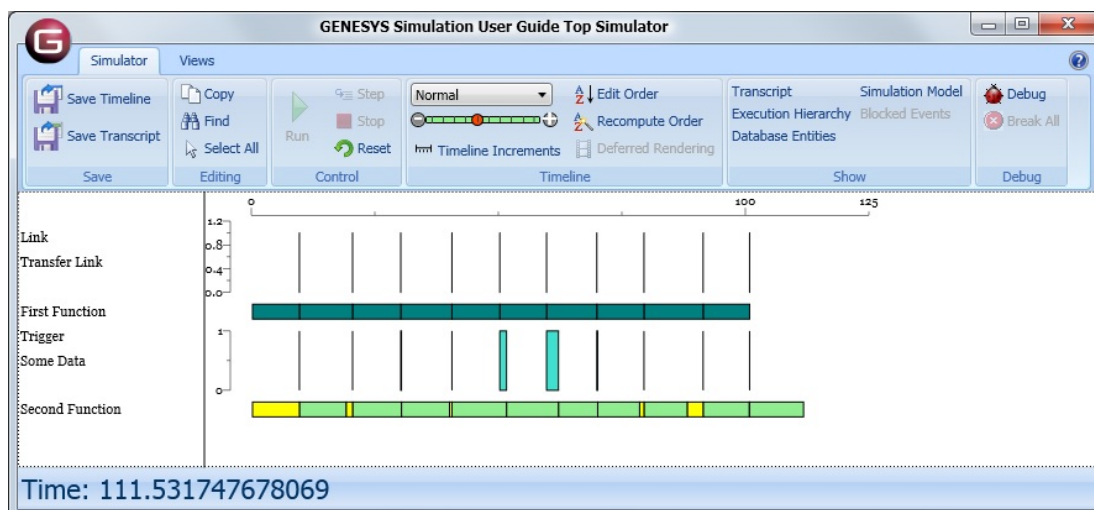 GENESYS Simulation User Guide Top Simulator
G
Simulator Views
Save Timeline Copy Step Normal Edit Order Transcript Simulation Model Debug
Save Transcript Find Run Stop Recompute Order Execution Hierarchy Blocked Events Break All
Select All Reset Timeline Increments Deferred Rendering Database Entities
Save Editing Control Timeline Show Debug
0 100 125
1.2
Link
0.8
Transfer Link
0.4
0.0
First Function
Trigger
1
Some Data
0
Second Function
Time: 111.531747678069